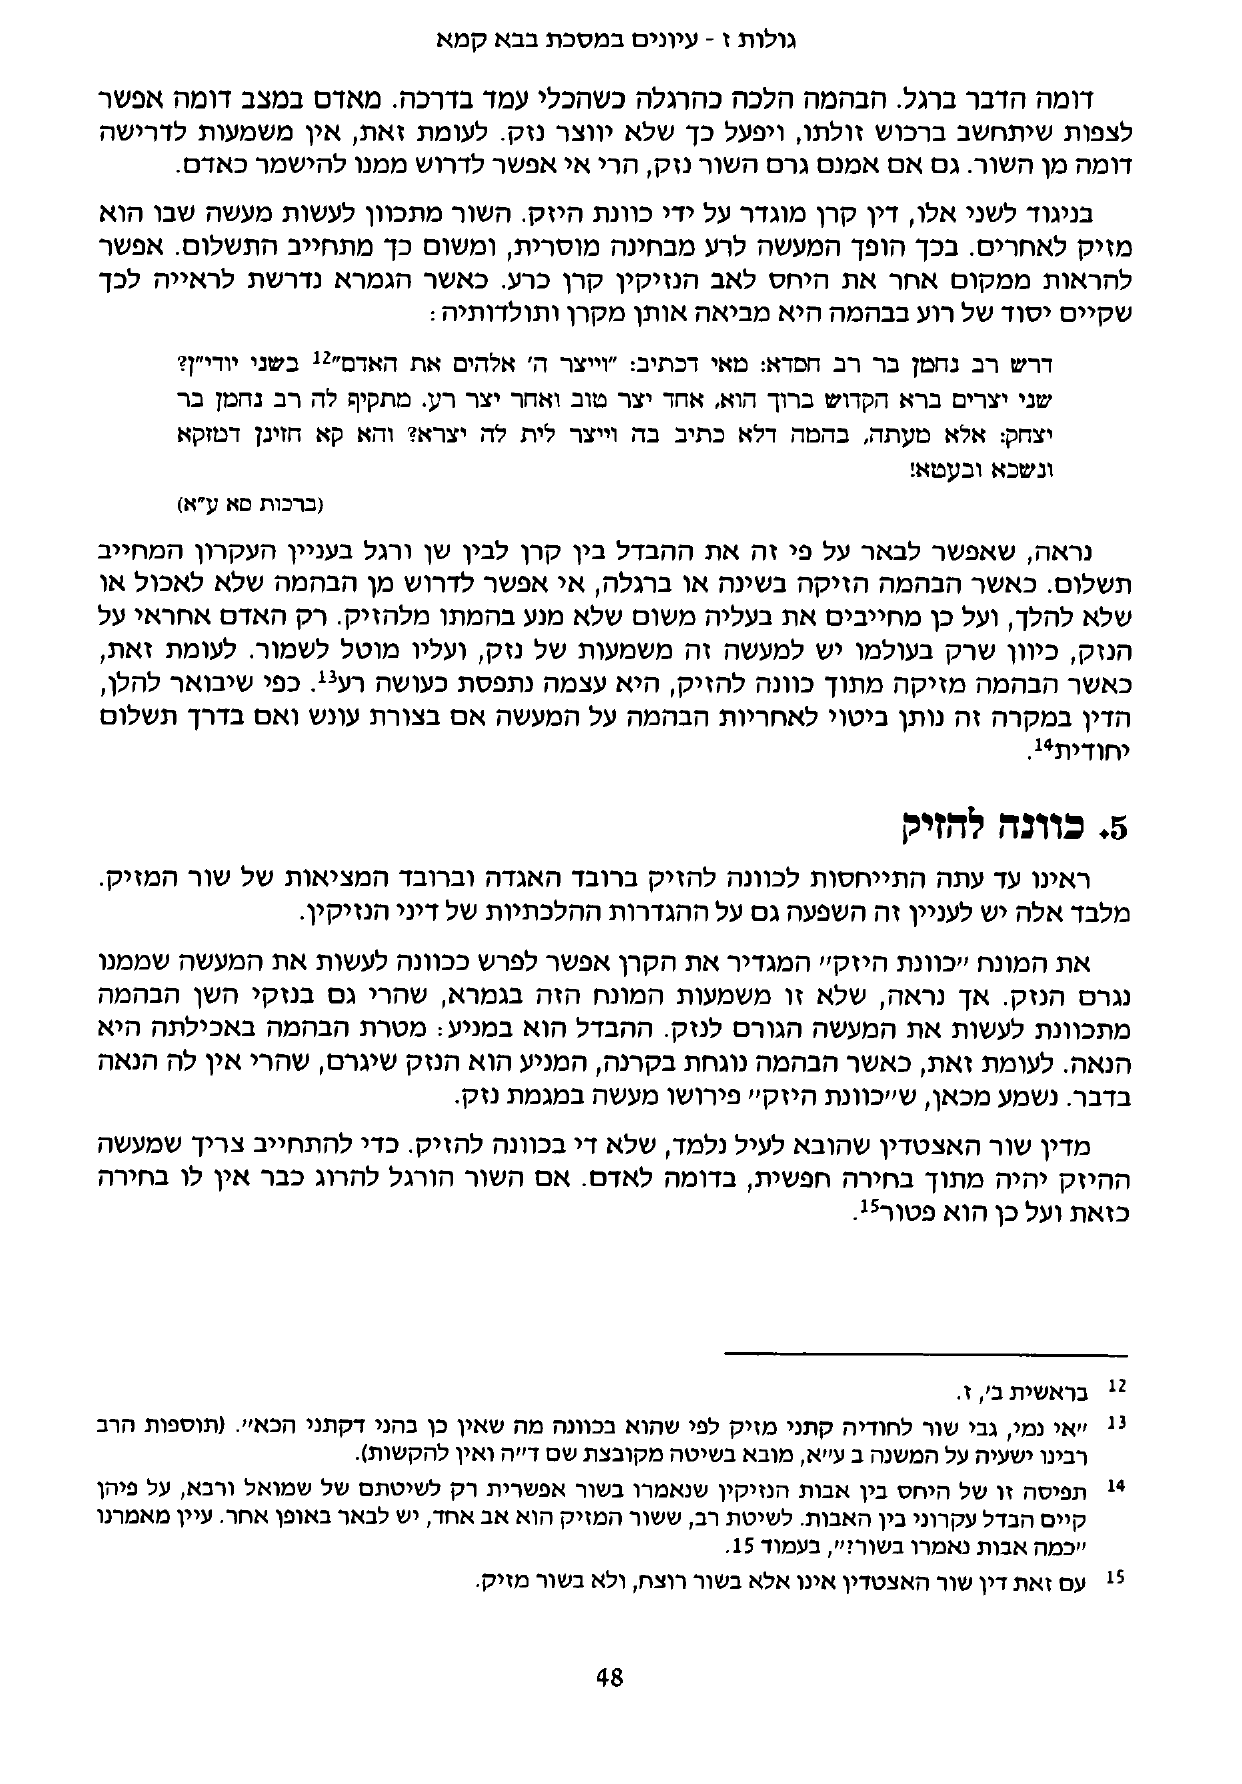 גולות ז - עיונים במסכת בבא קמא
דומה הדבר ברגל. הבהמה הלכה כהרגלה כשהכלי עמד בדרכה. מאדם במצב דומה אפשר
לצפות שיתחשב ברכוש זולתו, ויפעל כך שלא יווצר נזק. לעומת זאת, אין משמעות לדרישה
דומה מן השור. גם אם אמנם גרם השור נזק, הרי אי אפשר לדרוש ממנו להישמר כאדם.
בניגוד לשני אלו, דין קרן מוגדר על ידי כוונת היזק. השור מתכוון לעשות מעשה שבו הוא
מזיק לאחרים. בכך הופך המעשה לרע מבחינה מוסרית, ומשום כך מתחייב התשלום. אפשר
להראות ממקום אחר את היחס לאב הנזיקין קרן כרע. כאשר הגמרא נדרשת לראייה לכך
שקיים יסוד של רוע בבהמה היא מביאה אותן מקרן ותולדותיה:
דרש רב נחמן בר רב חסדא: מאי דכתיב: "וייצר ה' אלהים את האדם"12 בשני יודי"ן?
שני יצרים ברא הקדוש ברוך הוא, אחד יצר טוב ואחר יצר רע. מתקיף לה רב נחמן בר
יצחק: אלא מעתה, בהמה דלא כתיב בה וייצר לית לה יצרא? והא קא חזינן דמזקא
ונשכא ובעטא!
(ברכות סא ע"א)
נראה, שאפשר לבאר על פי זה את ההבדל בין קרן לבין שן ורגל בעניין העקרון המחייב
תשלום. כאשר הבהמה הזיקה בשינה או ברגלה, אי אפשר לדרוש מן הבהמה שלא לאכול או
שלא להלך, ועל כן מחייבים את בעליה משום שלא מנע בהמתו מלהזיק. רק האדם אחראי על
הנזק, כיוון שרק בעולמו יש למעשה זה משמעות של נזק, ועליו מוטל לשמור. לעומת זאת,
כאשר הבהמה מזיקה מתוך כוונה להזיק, היא עצמה נתפסת כעושה רע13. כפי שיבואר להלן,
הדין במקרה זה נותן ביטוי לאחריות הבהמה על המעשה אם בצורת עונש ואם בדרך תשלום
יחודית14.
5. כוונה להזיק
ראינו עד עתה התייחסות לכוונה להזיק ברובד האגדה וברובד המציאות של שור המזיק.
מלבד אלה יש לעניין זה השפעה גם על ההגדרות ההלכתיות של דיני הנזיקין.
את המונח "כוונת היזק" המגדיר את הקרן אפשר לפרש ככוונה לעשות את המעשה שממנו
נגרם הנזק. אך נראה, שלא זו משמעות המונח הזה בגמרא, שהרי גם בנזקי השן הבהמה
מתכוונת לעשות את המעשה הגורם לנזק. ההבדל הוא במניע: מטרת הבהמה באכילתה היא
הנאה. לעומת זאת, כאשר הבהמה נוגחת בקרנה, המניע הוא הנזק שיגרם, שהרי אין לה הנאה
בדבר. נשמע מכאן, ש"כוונת היזק" פירושו מעשה במגמת נזק.
מדין שור האצטדין שהובא לעיל נלמד, שלא די בכוונה להזיק. כדי להתחייב צריך שמעשה
ההיזק יהיה מתוך בחירה חפשית, בדומה לאדם. אם השור הורגל להרוג כבר אין לו בחירה
כזאת ועל כן הוא פטור15.
12 בראשית ב', ז.
13 "אי נמי, גבי שור לחודיה קתני מזיק לפי שהוא בכוונה מה שאין כן בהני דקתני הכא". (תוספות הרב
רבינו ישעיה על המשנה ב ע"א, מובא בשיטה מקובצת שם ד"ה ואין להקשות).
14 תפיסה זו של היחס בין אבות הנזיקין שנאמרו בשור אפשרית רק לשיטתם של שמואל ורבא, על פיהן
קיים הבדל עקרוני בין האבות. לשיטת רב, ששור המזיק הוא אב אחד, יש לבאר באופן אחר. עיין מאמרנו
"כמה אבות נאמרו בשור?", בעמוד 15.
15 עם זאת דין שור האצטדין אינו אלא בשור רוצח, ולא בשור מזיק.
48